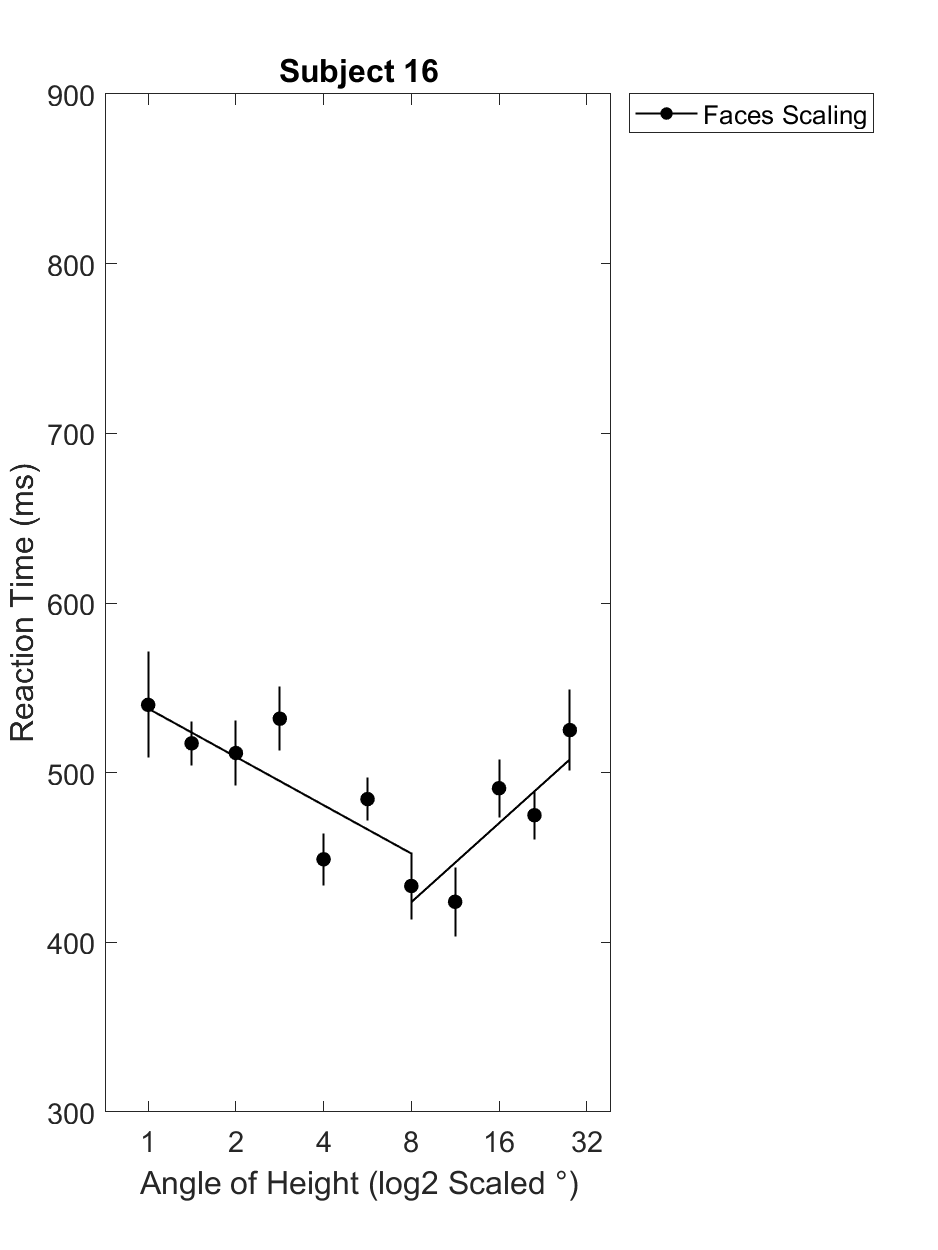 Subject 16
Faces Scaling
900
800
700
600
500
400
300
Reaction Time (ms)
1 2 4 8 16 32
Angle of Height (log2 Scaled °)